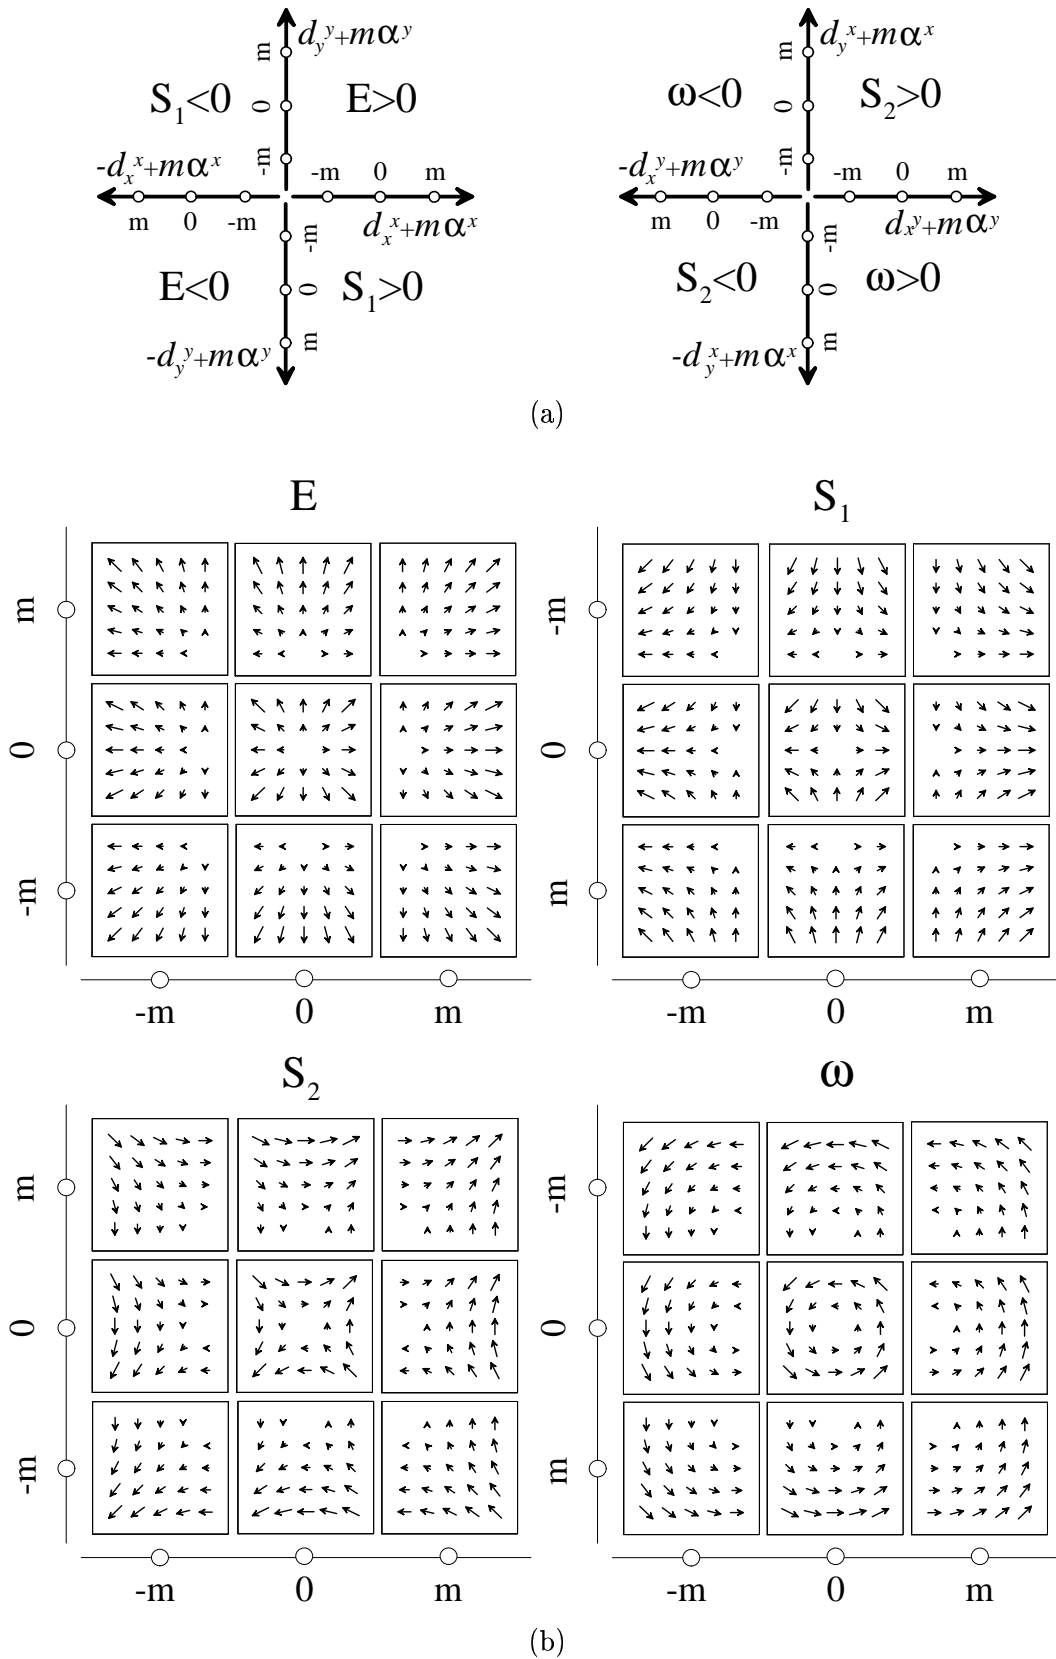 d_y^y+mα^y d_y^x+mα^x
m m
S_1<0 0 E>0 ω<0 0 S_2>0
-d_x^x+mα^x -m -m 0 m -d_x^y+mα^y -m -m 0 m
m 0 -m -m d_x^x+mα^x m 0 -m -m d_x^y+mα^y
E<0 0 S_1>0 S_2<0 0 ω>0
-d_y^y+mα^y m -d_y^x+mα^x m
(a)
E S_1
m -m
0 0
-m m
-m 0 m -m 0 m
S_2 ω
m -m
0 0
-m m
-m 0 m -m 0 m
(b)